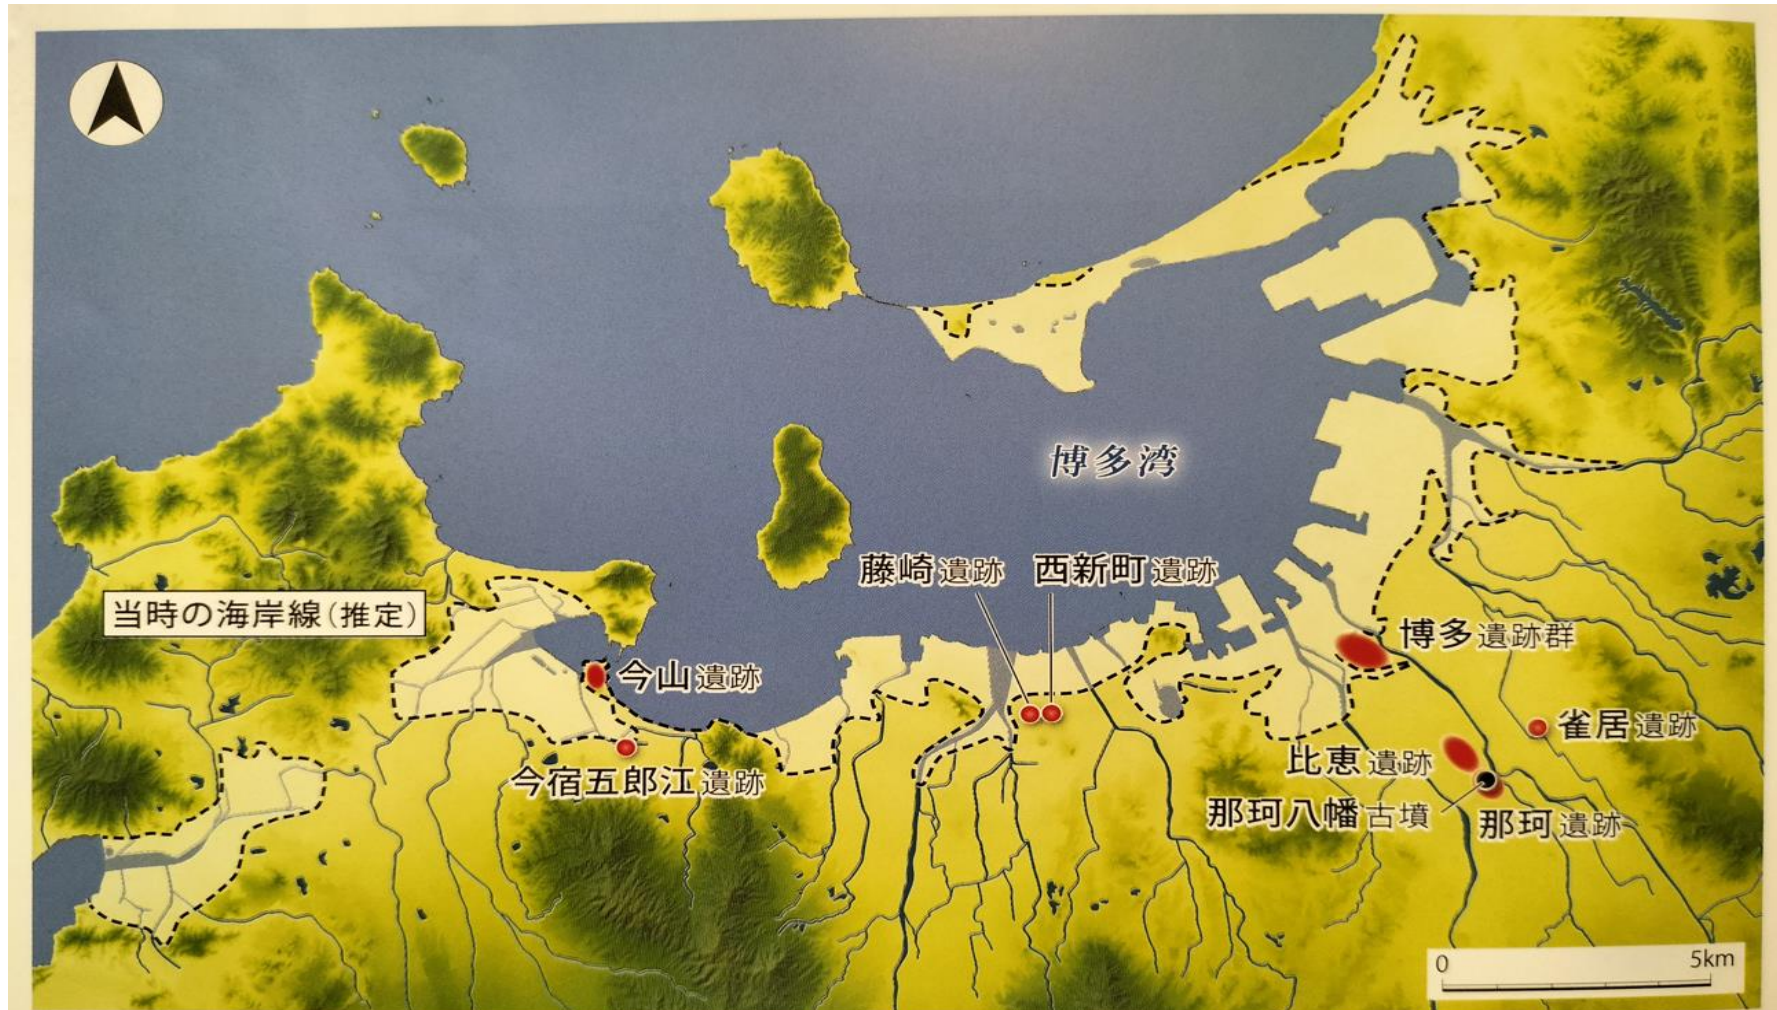 博多湾
藤崎遺跡
西新町遺跡
当時の海岸線(推定)
博多遺跡群
今山遺跡
雀居遺跡
比恵遺跡
今宿五郎江遺跡
那珂八幡古墳
那珂遺跡
0 5km